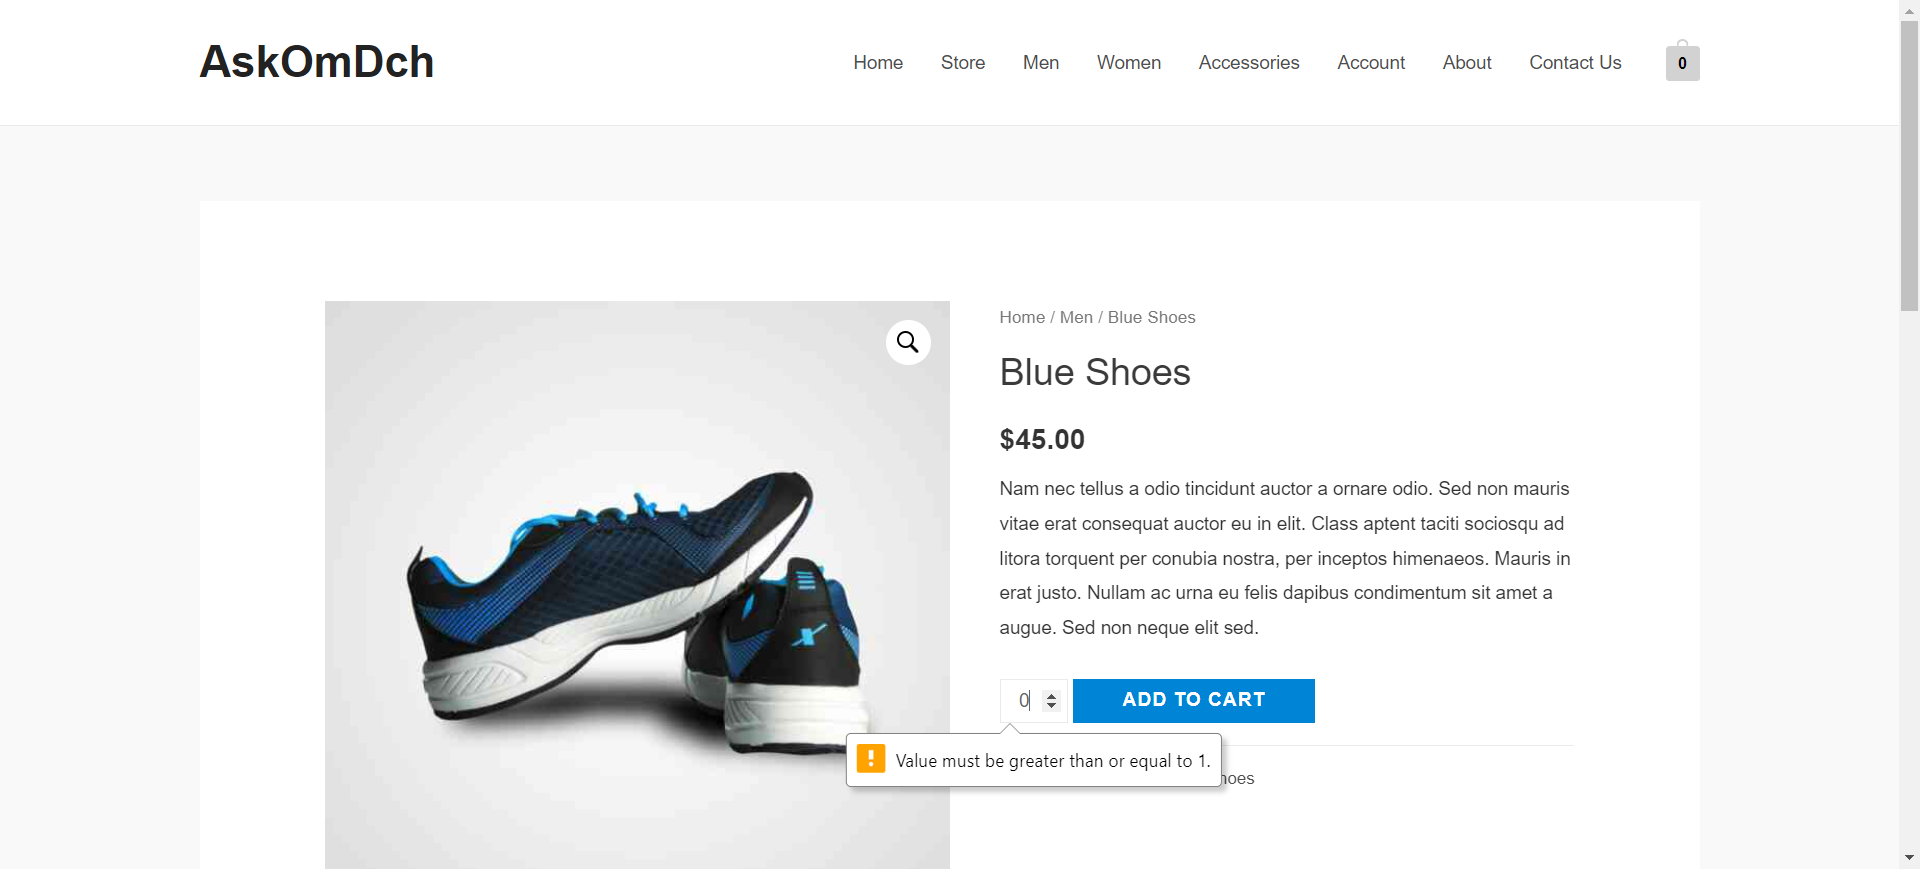 AskOmDch
Home Store Men Women Accessories Account About Contact Us 0
Home / Men / Blue Shoes
Blue Shoes
$45.00
Nam nec tellus a odio tincidunt auctor a ornare odio. Sed non mauris
vitae erat consequat auctor eu in elit. Class aptent taciti sociosqu ad
litora torquent per conubia nostra, per inceptos himenaeos. Mauris in
erat justo. Nullam ac urna eu felis dapibus condimentum sit amet a
augue. Sed non neque elit sed.
0 ADD TO CART
Value must be greater than or equal to 1.